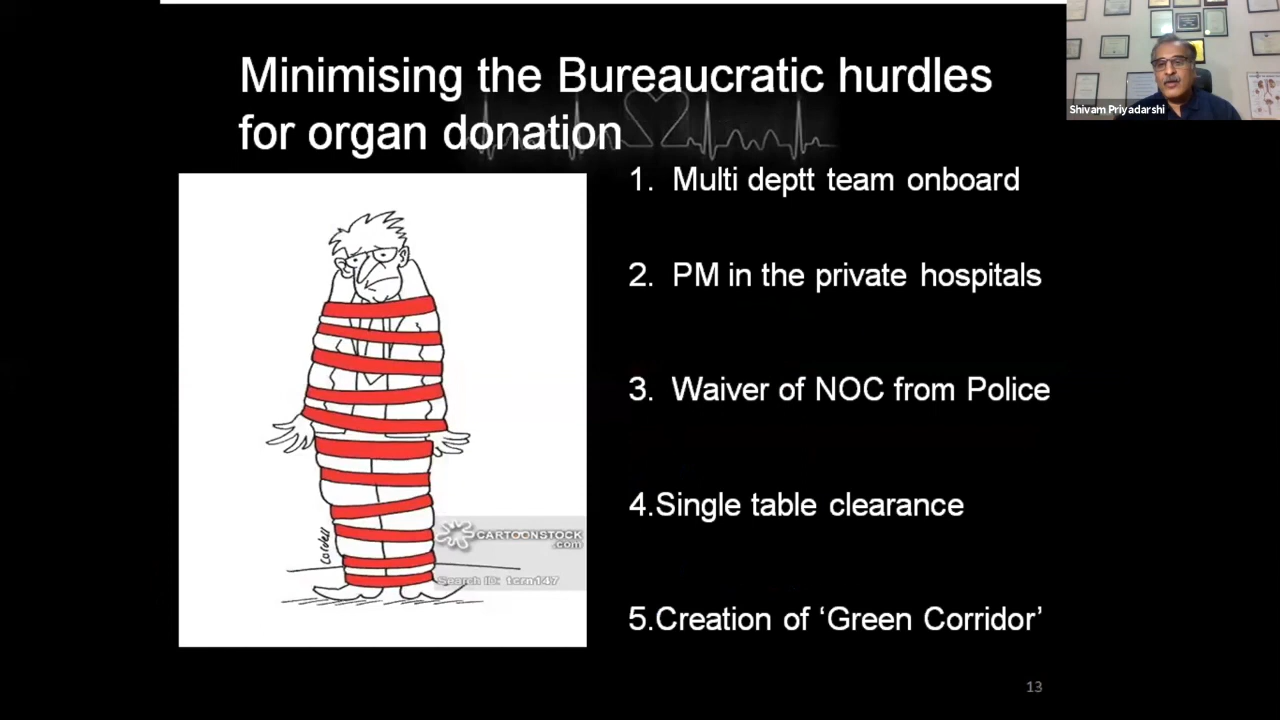 Minimising the Bureaucratic hurdles
for organ donation
Shivam Priyadarshi
1. Multi deptt team onboard
2. PM in the private hospitals
3. Waiver of NOC from Police
4.Single table clearance
5.Creation of ‘Green Corridor’
Cordell
CARTOONSTOCK
.com
Search ID: 1crn147
13